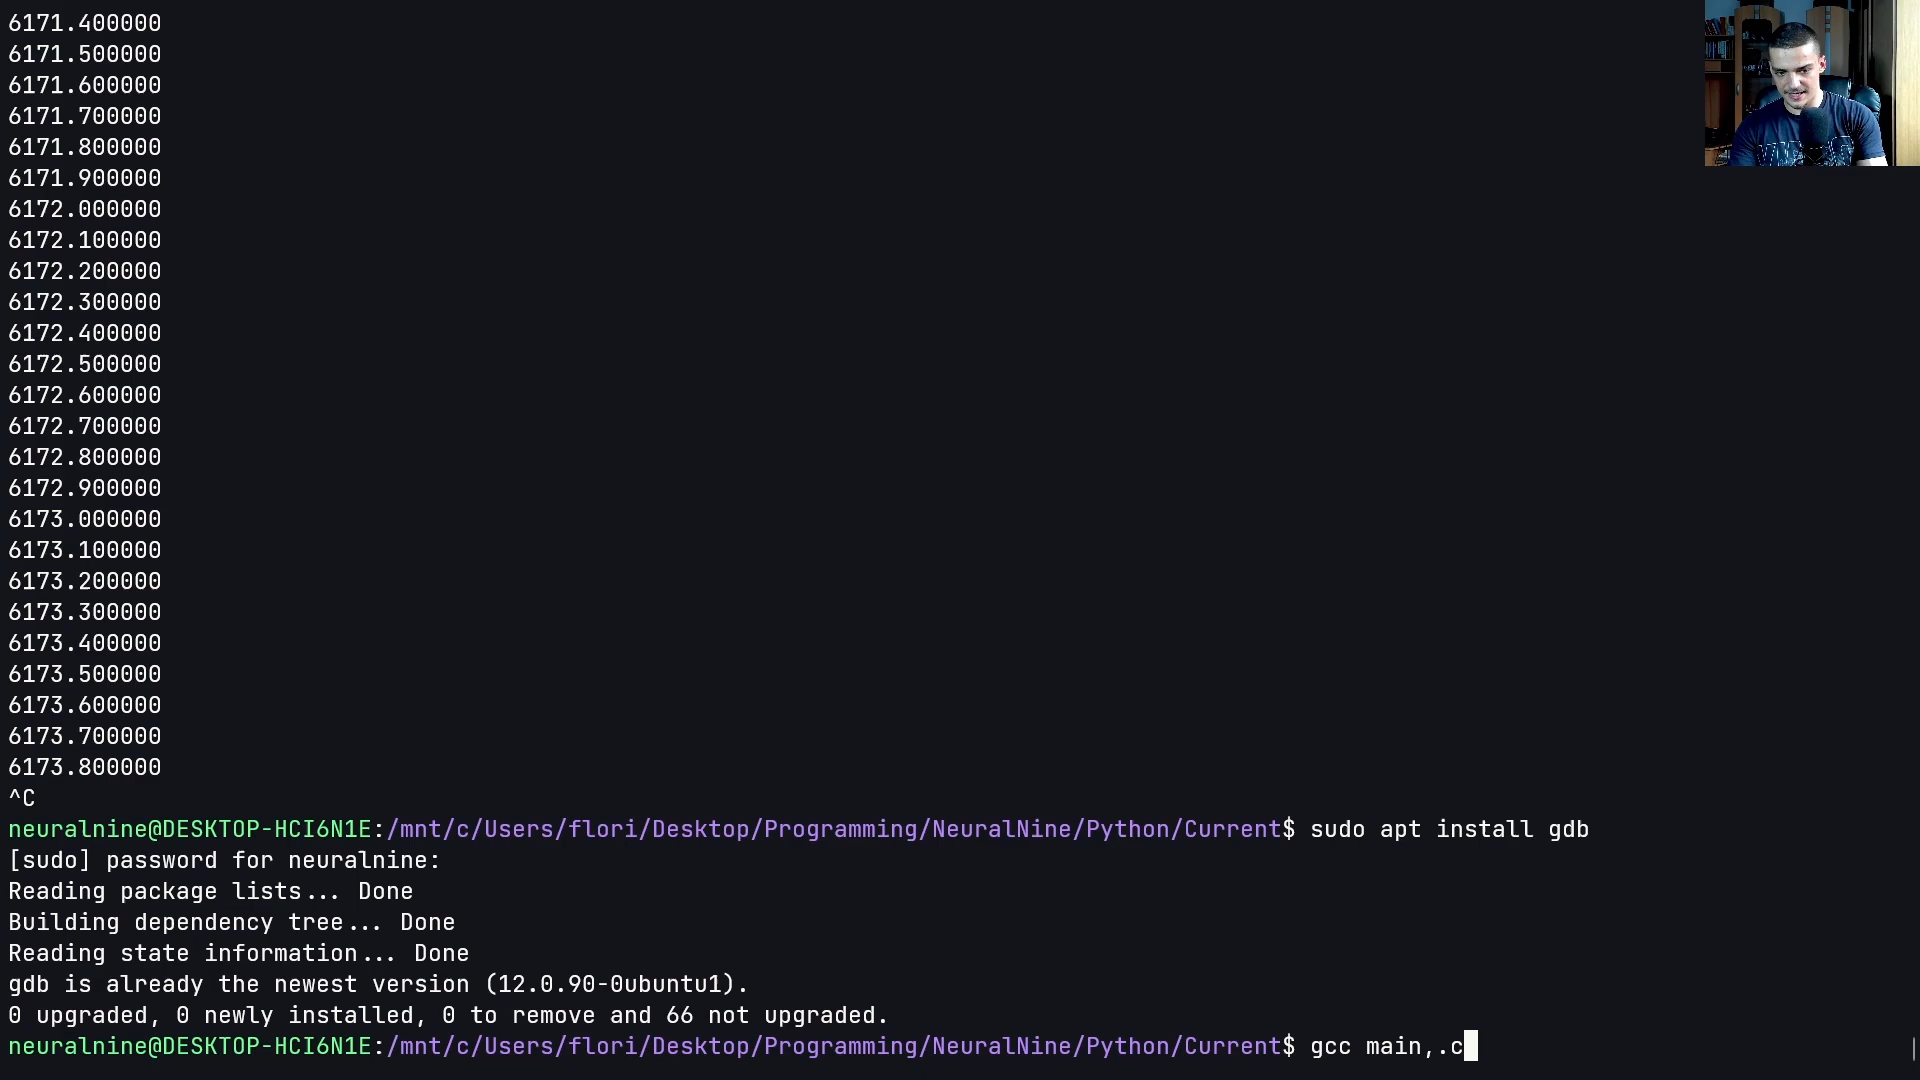 6171.400000
6171.500000
6171.600000
6171.700000
6171.800000
6171.900000
6172.000000
6172.100000
6172.200000
6172.300000
6172.400000
6172.500000
6172.600000
6172.700000
6172.800000
6172.900000
6173.000000
6173.100000
6173.200000
6173.300000
6173.400000
6173.500000
6173.600000
6173.700000
6173.800000
^C
neuralnine@DESKTOP-HCI6N1E:/mnt/c/Users/flori/Desktop/Programming/NeuralNine/Python/Current$ sudo apt install gdb
[sudo] password for neuralnine:
Reading package lists... Done
Building dependency tree... Done
Reading state information... Done
gdb is already the newest version (12.0.90-0ubuntu1).
0 upgraded, 0 newly installed, 0 to remove and 66 not upgraded.
neuralnine@DESKTOP-HCI6N1E:/mnt/c/Users/flori/Desktop/Programming/NeuralNine/Python/Current$ gcc main,.c